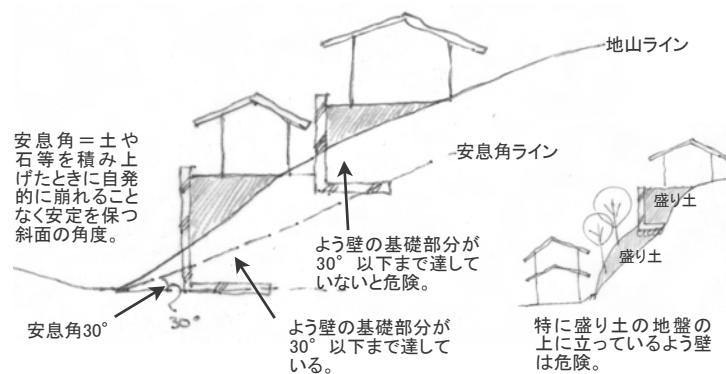 地山ライン
安息角＝土や
石等を積み上
げたときに自発
的に崩れること
なく安定を保つ
斜面の角度。
安息角ライン
盛り土
盛り土
よう壁の基礎部分が
30°以下まで達して
いないと危険。
安息角30°
30°
よう壁の基礎部分が
30°以下まで達して
いる。
特に盛り土の地盤の
上に立っているよう壁
は危険。